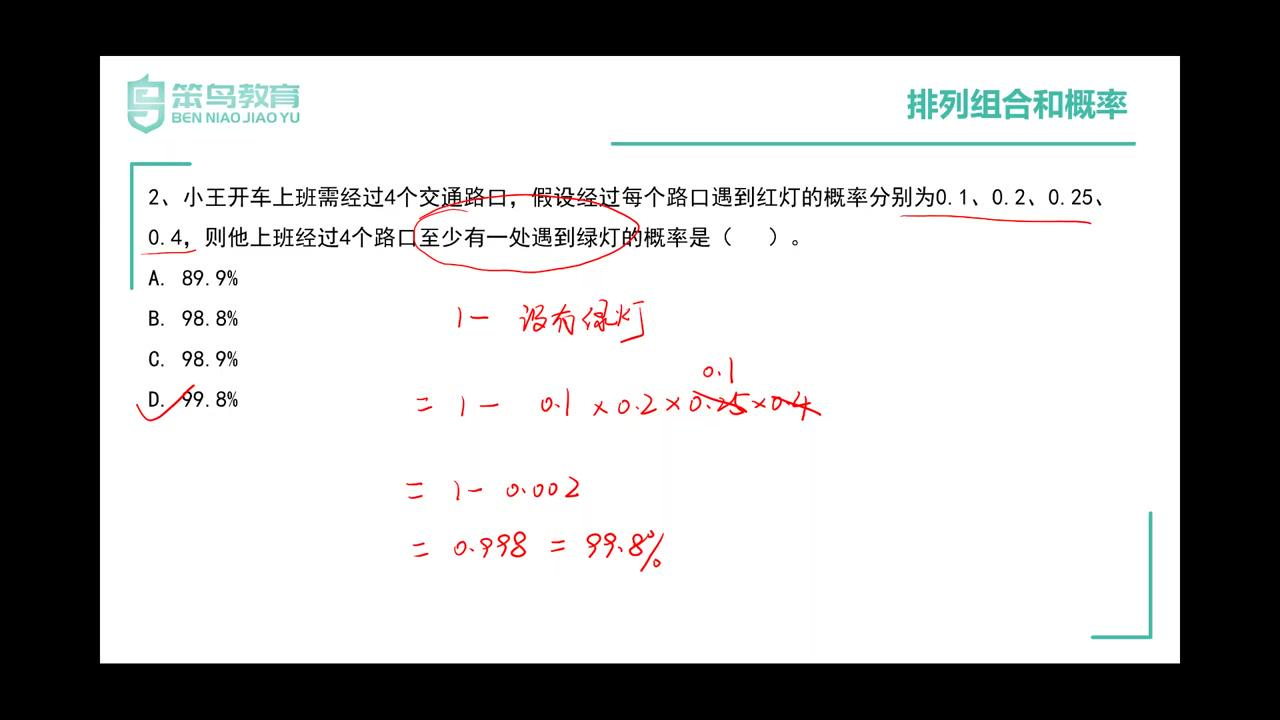 笨鸟教育
BEN NIAO JIAO YU
排列组合和概率
2、小王开车上班需经过4个交通路口，假设经过每个路口遇到红灯的概率分别为0.1、0.2、0.25、
0.4，则他上班经过4个路口至少有一处遇到绿灯的概率是（ ）。
A. 89.9%
B. 98.8%
C. 98.9%
D. 99.8%
1- 没有绿灯
0.1
= 1- 0.1 × 0.2 × 0.25 × 0.4
= 1- 0.002
= 0.998 = 99.8%